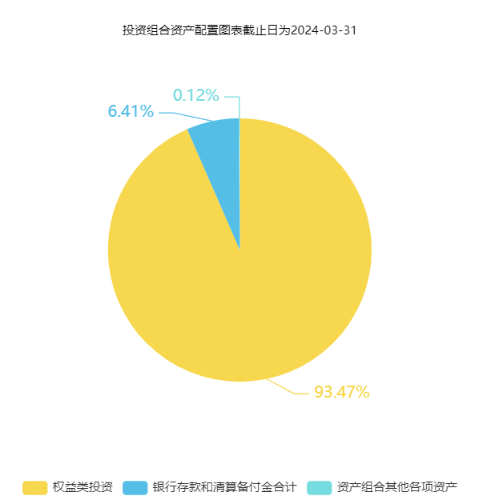 投资组合资产配置图表截止日为2024-03-31
0.12%
6.41%
93.47%
权益类投资 银行存款和清算备付金合计 资产组合其他各项资产